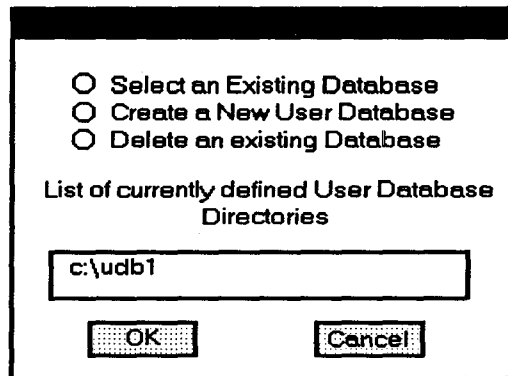 Select an Existing Database
Create a New User Database
Delete an existing Database
List of currently defined User Database
Directories
c:\udb1
OK
Cancel